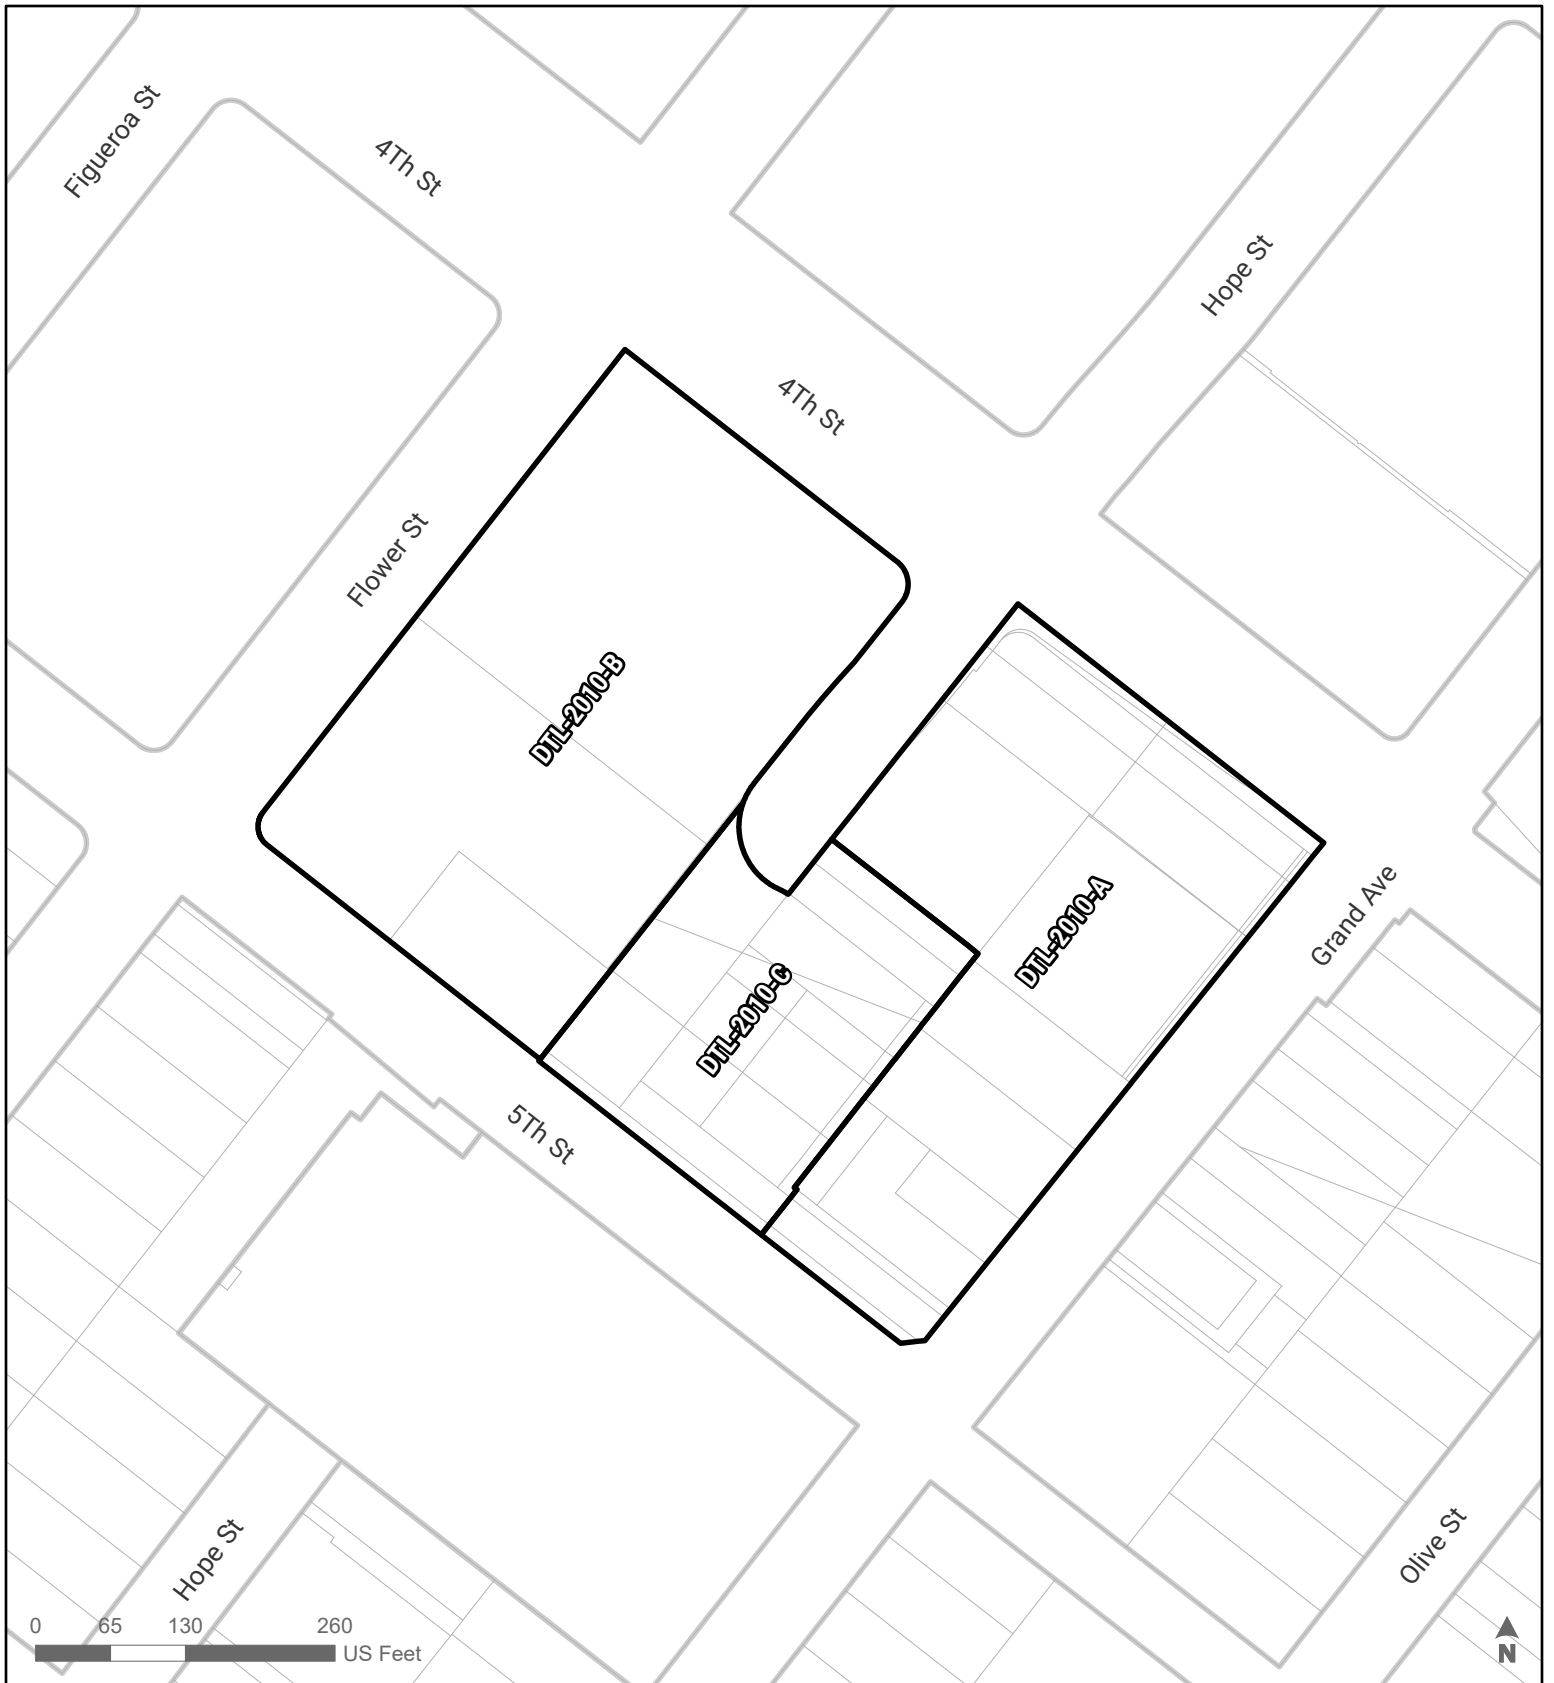 Figueroa St
4Th St
Hope St
4Th St
Flower St
DTL-2010-B
DTL-2010-A
Grand Ave
DTL-2010-C
5Th St
Hope St
Olive St
0 65 130 260
US Feet
N